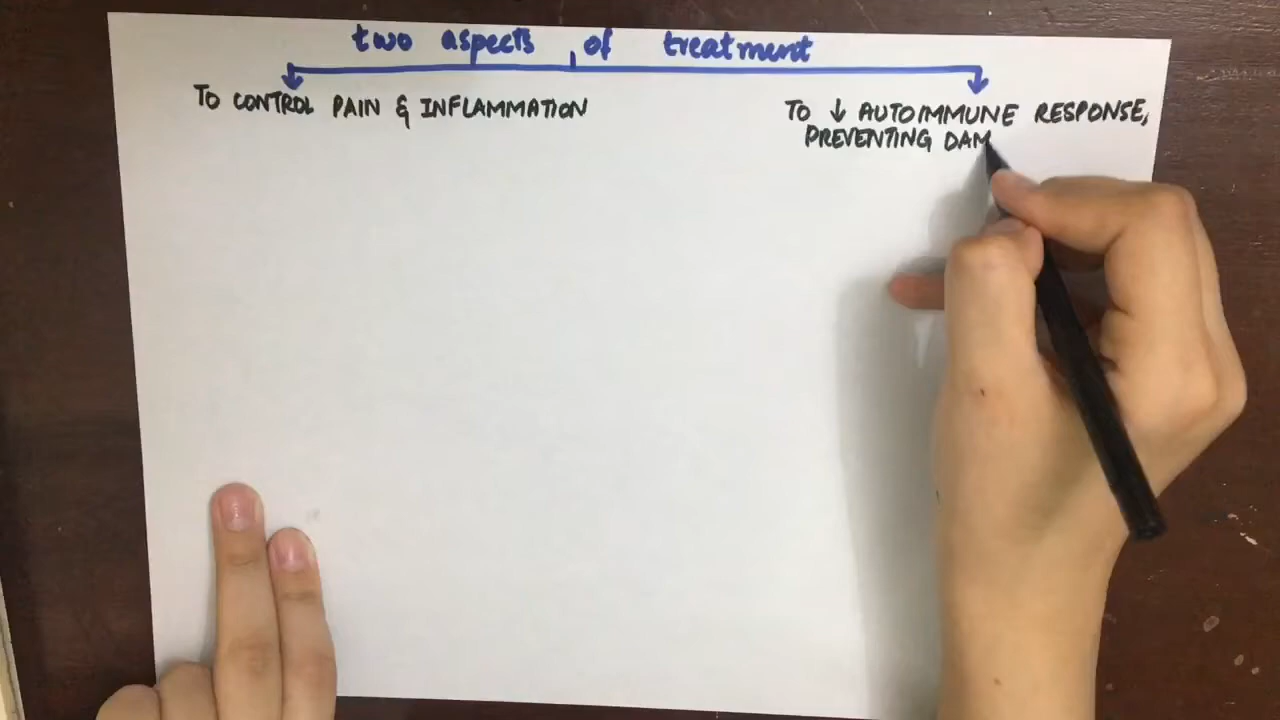 two aspects of treatment
TO CONTROL PAIN & INFLAMMATION
TO ↓ AUTOIMMUNE RESPONSE,
PREVENTING DAM